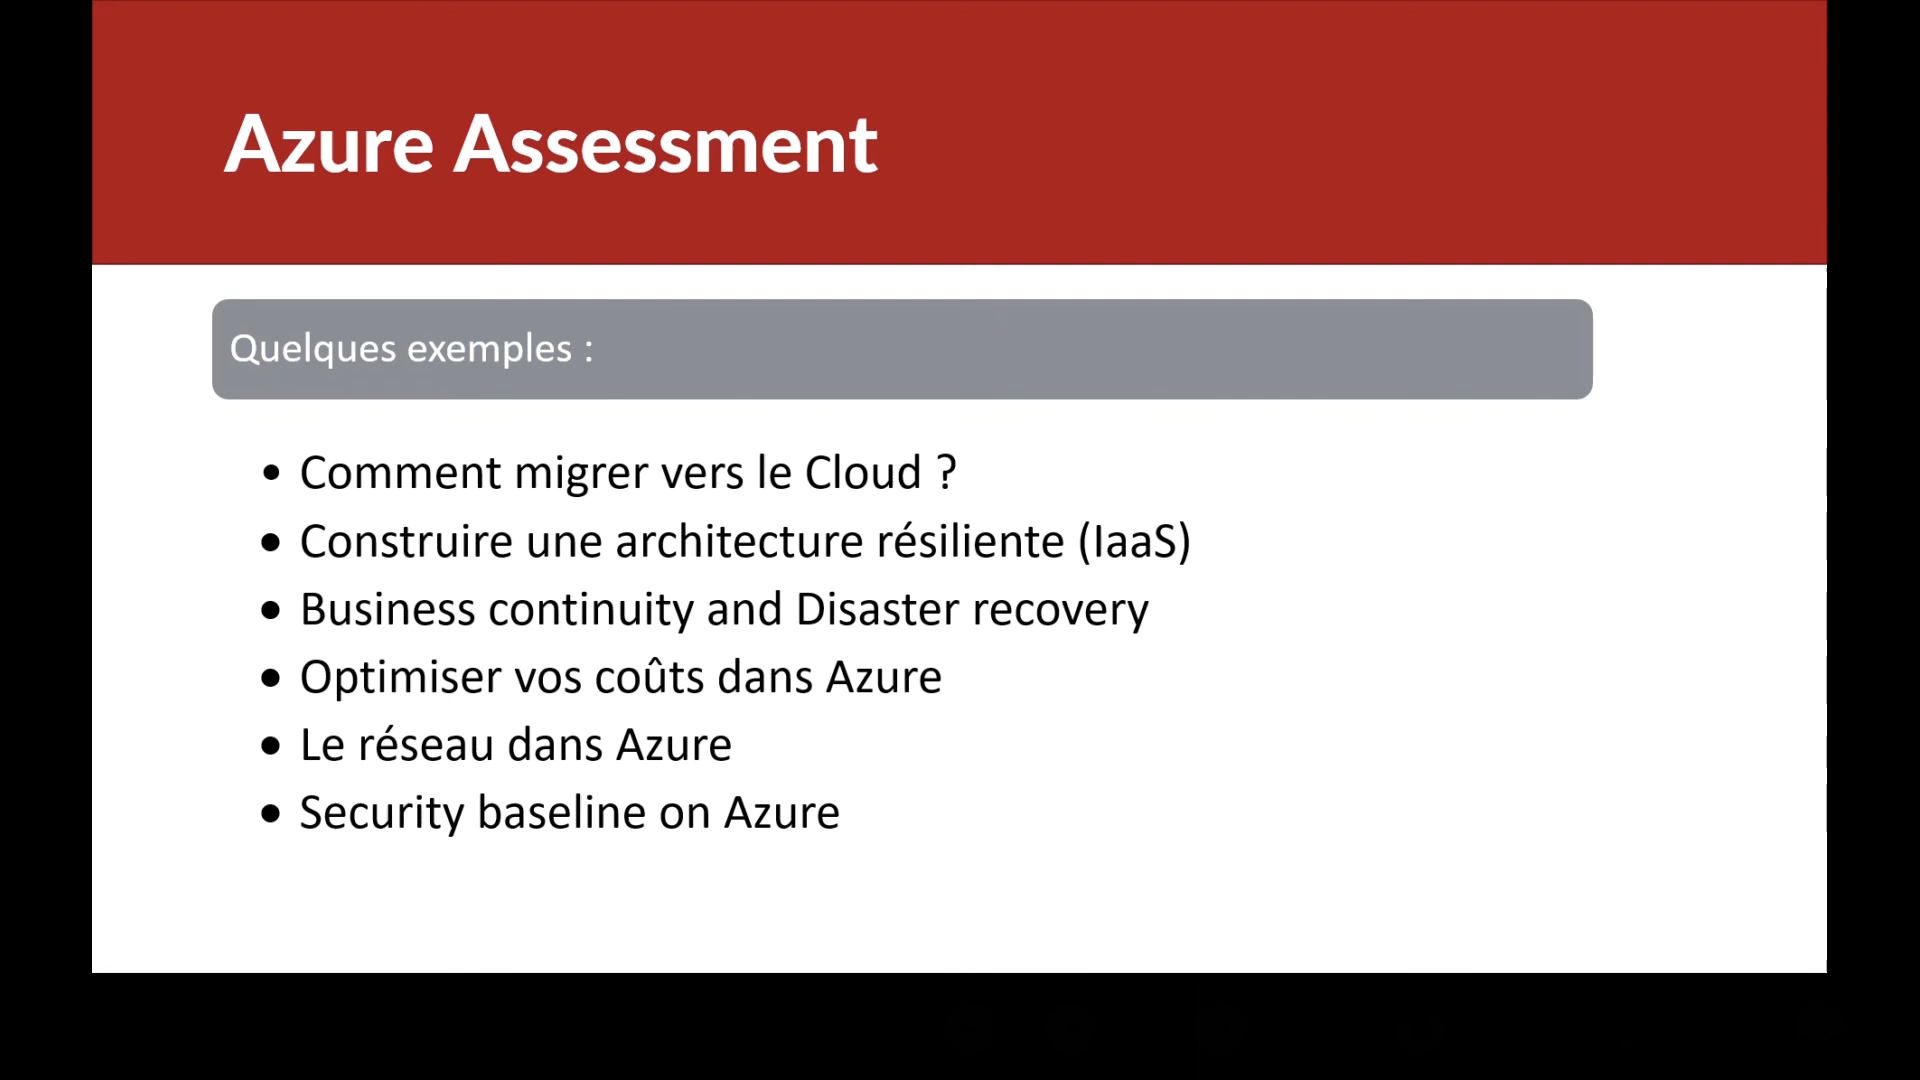 Azure Assessment
Quelques exemples :
• Comment migrer vers le Cloud ?
• Construire une architecture résiliente (IaaS)
• Business continuity and Disaster recovery
• Optimiser vos coûts dans Azure
• Le réseau dans Azure
• Security baseline on Azure